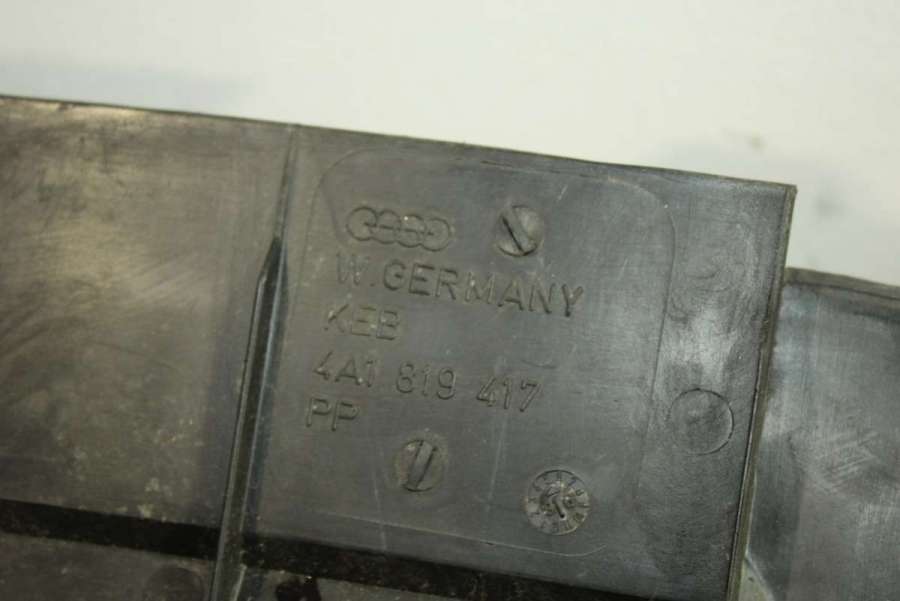 W.GERMANY
KEB
4A1 819 417
PP